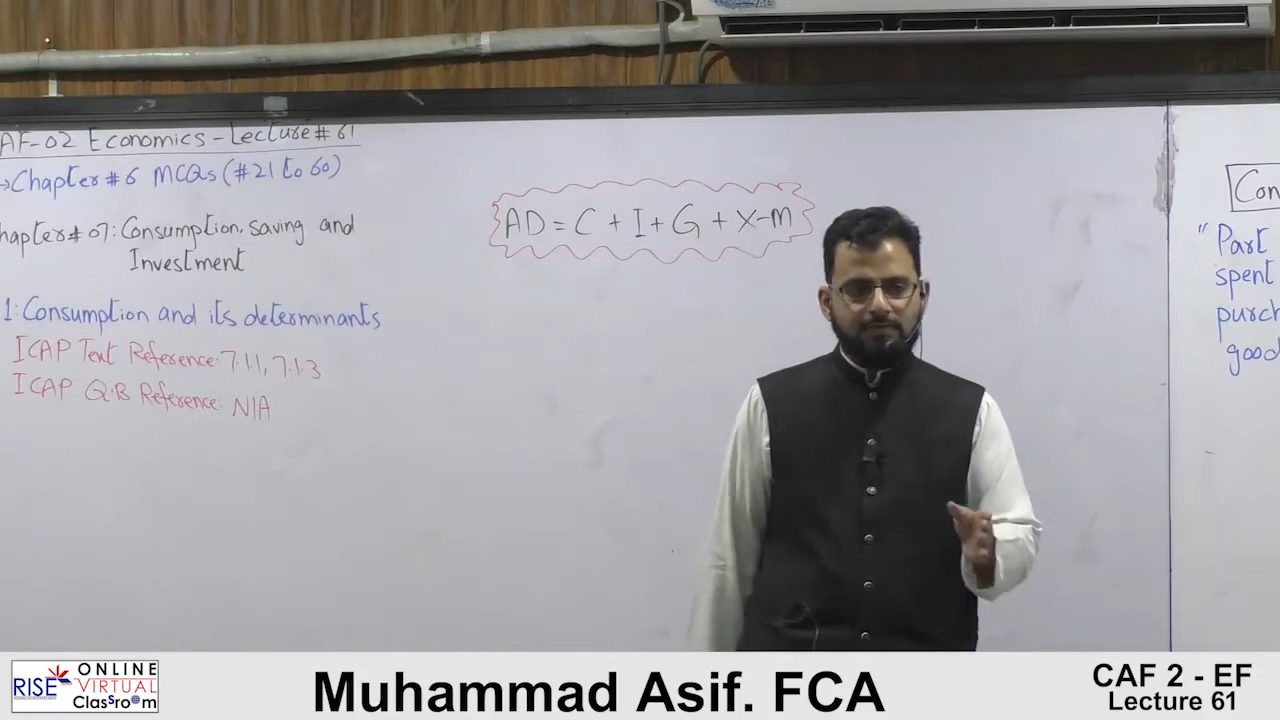 AF-02 Economics - Lecture # 61
→Chapter # 6 MCQs (# 21 to 60)
hapter # 07: Consumption, saving and
Investment
1: Consumption and its determinants
ICAP Text Reference: 7.1.1, 7.1.3
ICAP Q.B Reference: N/A
AD = C + I + G + X - M
Con
"Part
spent
purch
good
RISE
ONLINE
VIRTUAL
ClasSroom
Muhammad Asif. FCA
CAF 2 - EF
Lecture 61